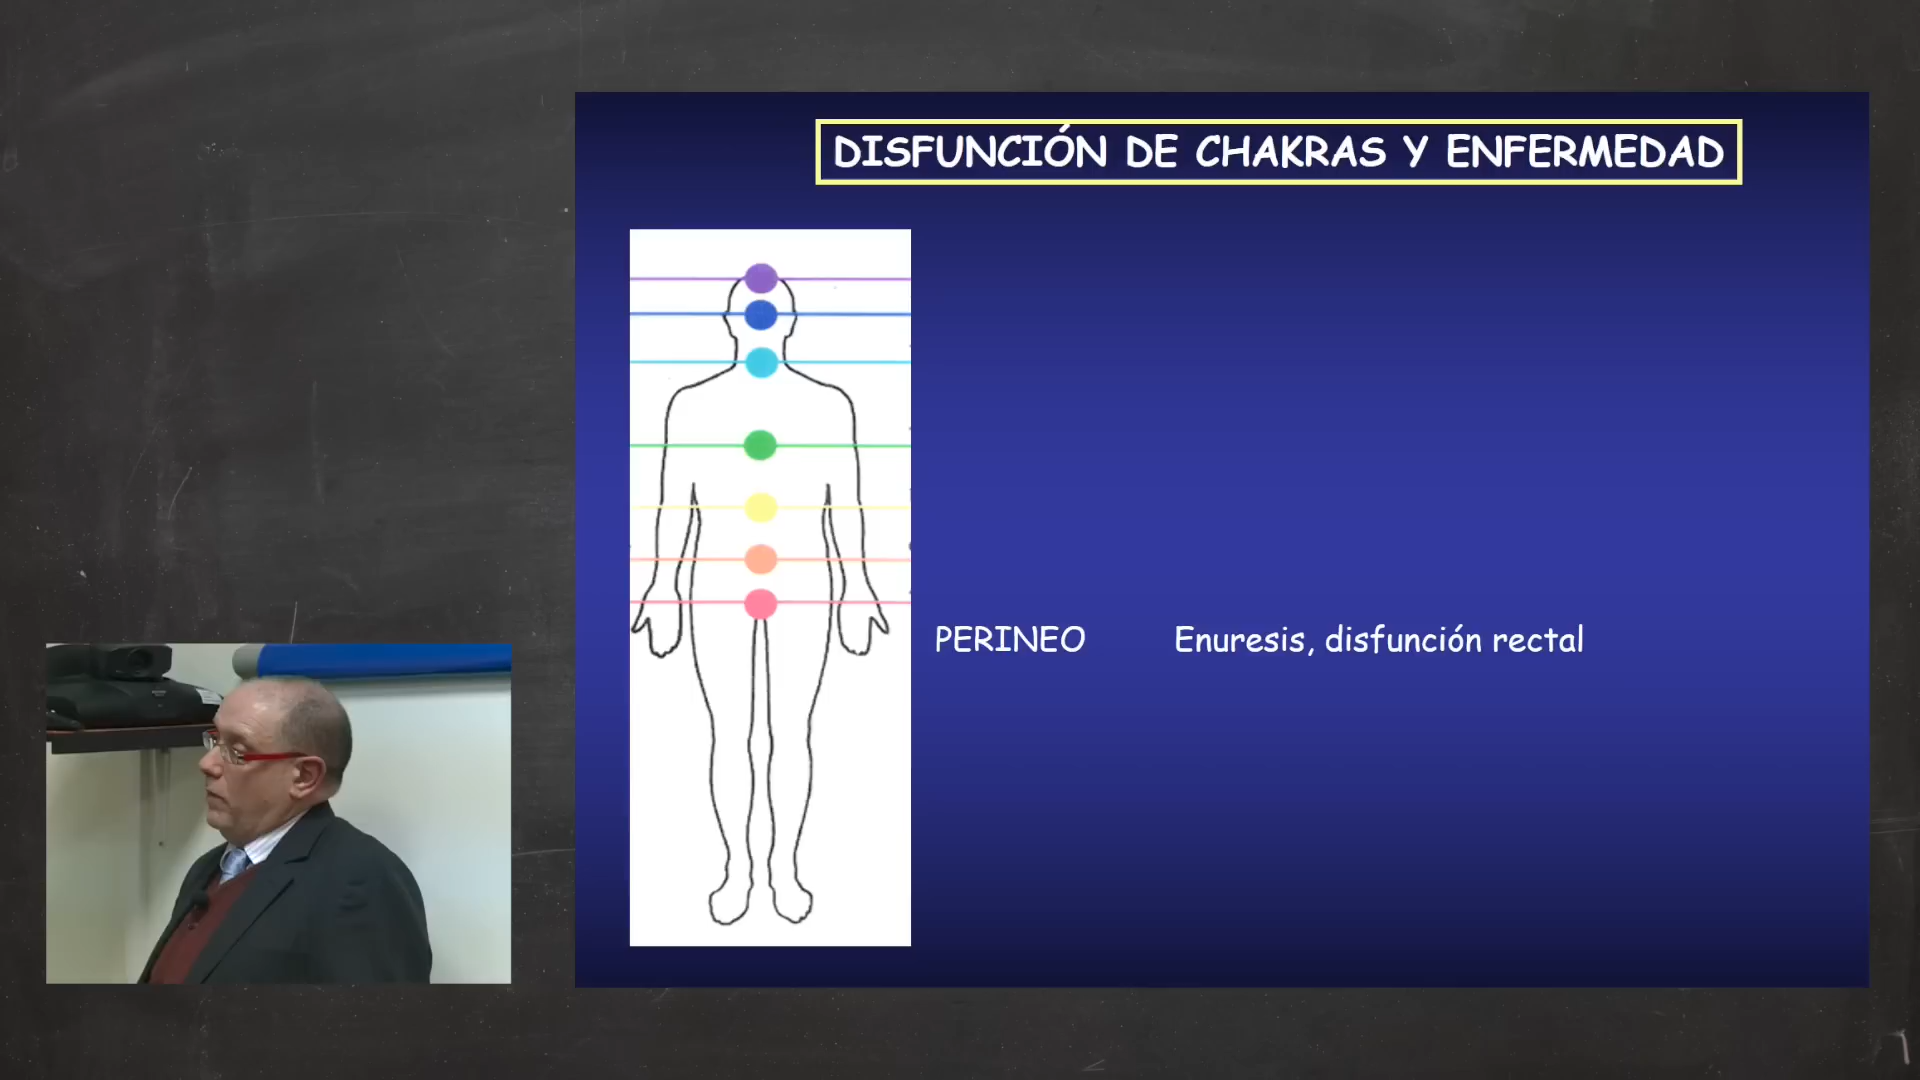 DISFUNCIÓN DE CHAKRAS Y ENFERMEDAD
PERINEO Enuresis, disfunción rectal